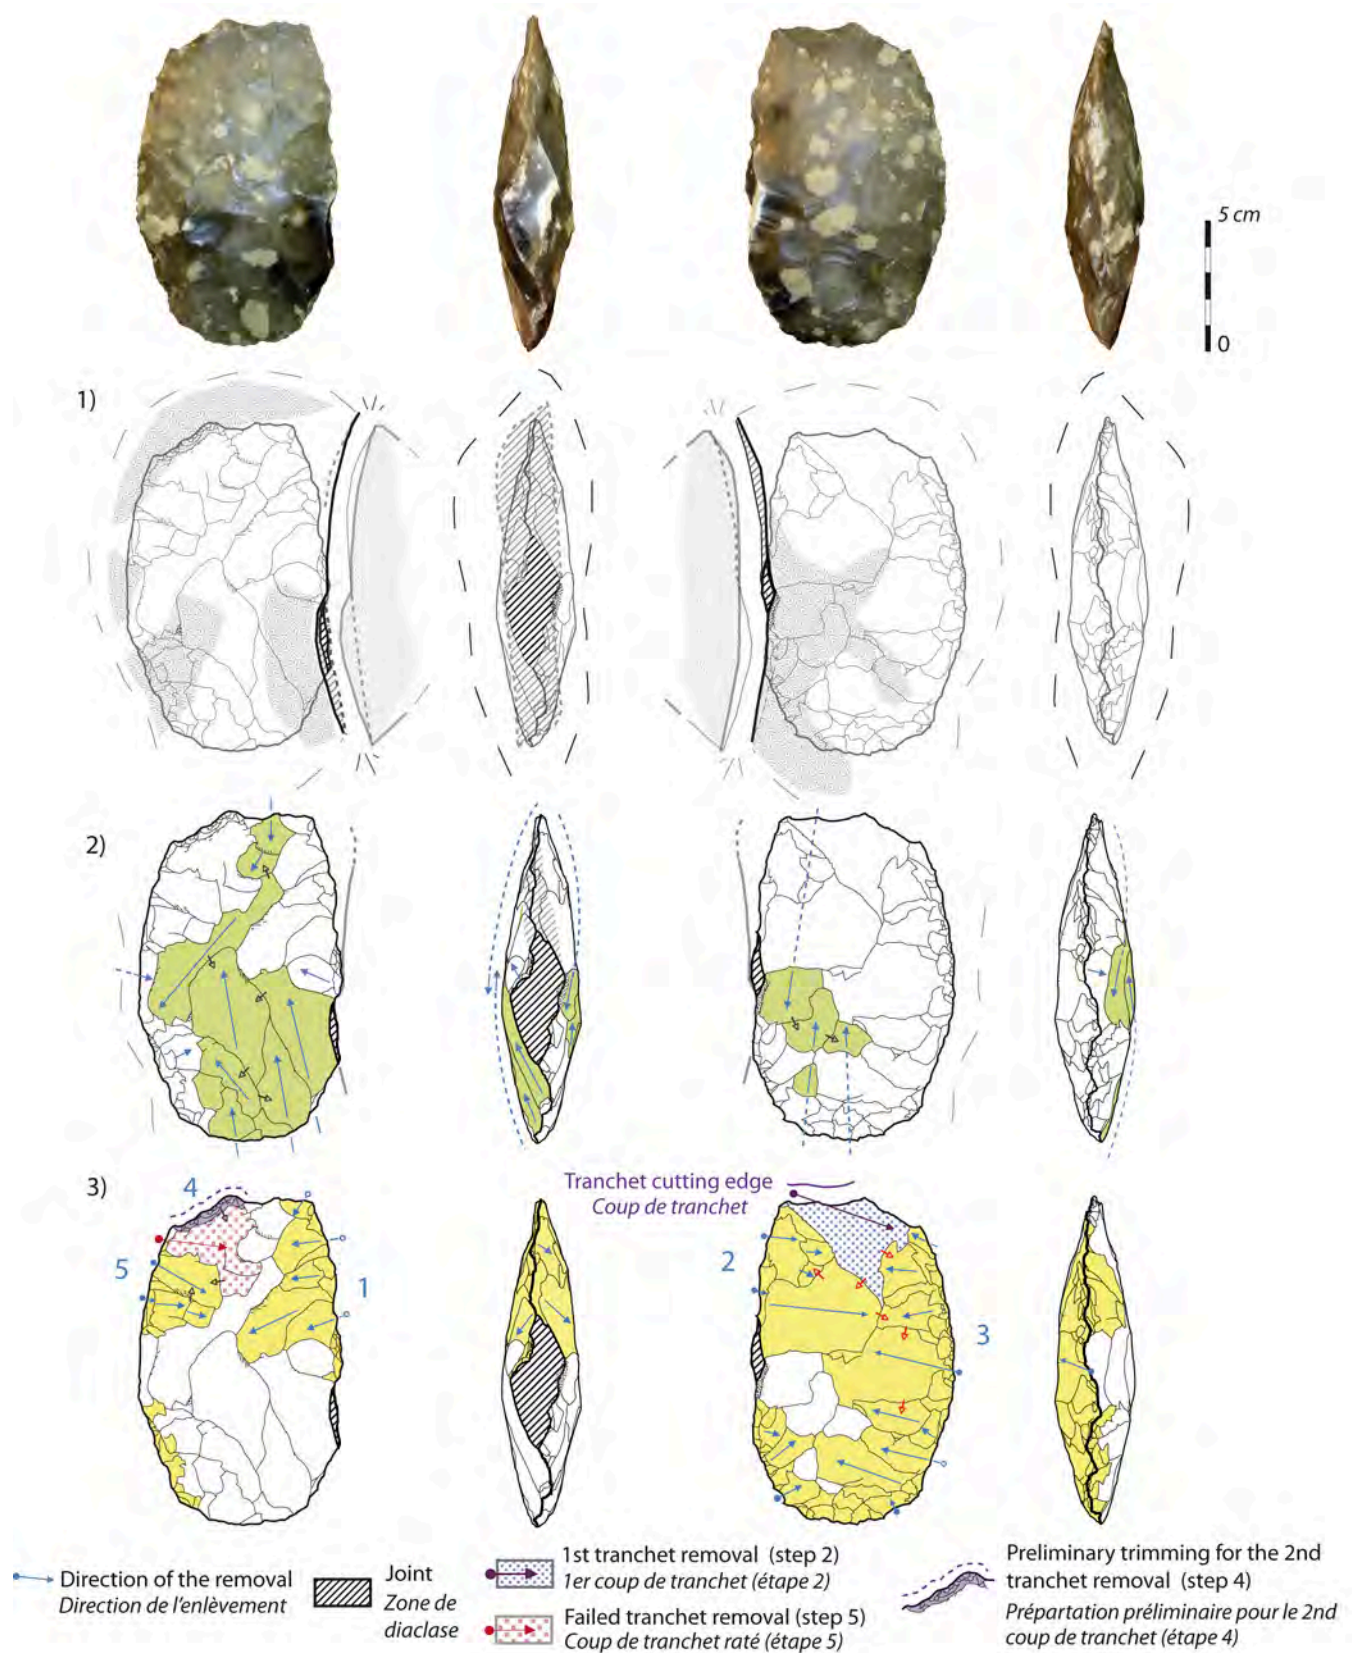 5 cm
0
1)
2)
3)
4
Tranchet cutting edge
Coup de tranchet
5
1
2
3
Direction of the removal
Direction de l'enlèvement
Joint
Zone de
diaclase
1st tranchet removal (step 2)
1er coup de tranchet (étape 2)
Failed tranchet removal (step 5)
Coup de tranchet raté (étape 5)
Preliminary trimming for the 2nd
tranchet removal (step 4)
Prépartation préliminaire pour le 2nd
coup de tranchet (étape 4)